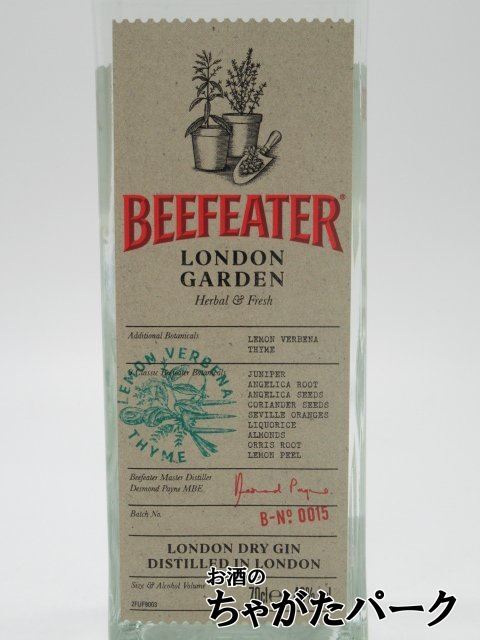 BEEFEATER®
LONDON
GARDEN
Herbal & Fresh
Additional Botanicals
LEMON VERBENA
THYME
Classic Beefeater Botanicals
JUNIPER
ANGELICA ROOT
ANGELICA SEEDS
CORIANDER SEEDS
SEVILLE ORANGES
LIQUORICE
ALMONDS
ORRIS ROOT
LEMON PEEL
LEMON VERBENA
THYME
Beefeater Master Distiller
Desmond Payne MBE
Desmond Payne
Batch No.
B-Nº 0015
LONDON DRY GIN
DISTILLED IN LONDON
Size & Alcohol Volume
70cl e
2FUF9003
お酒の
ちゃがたパーク